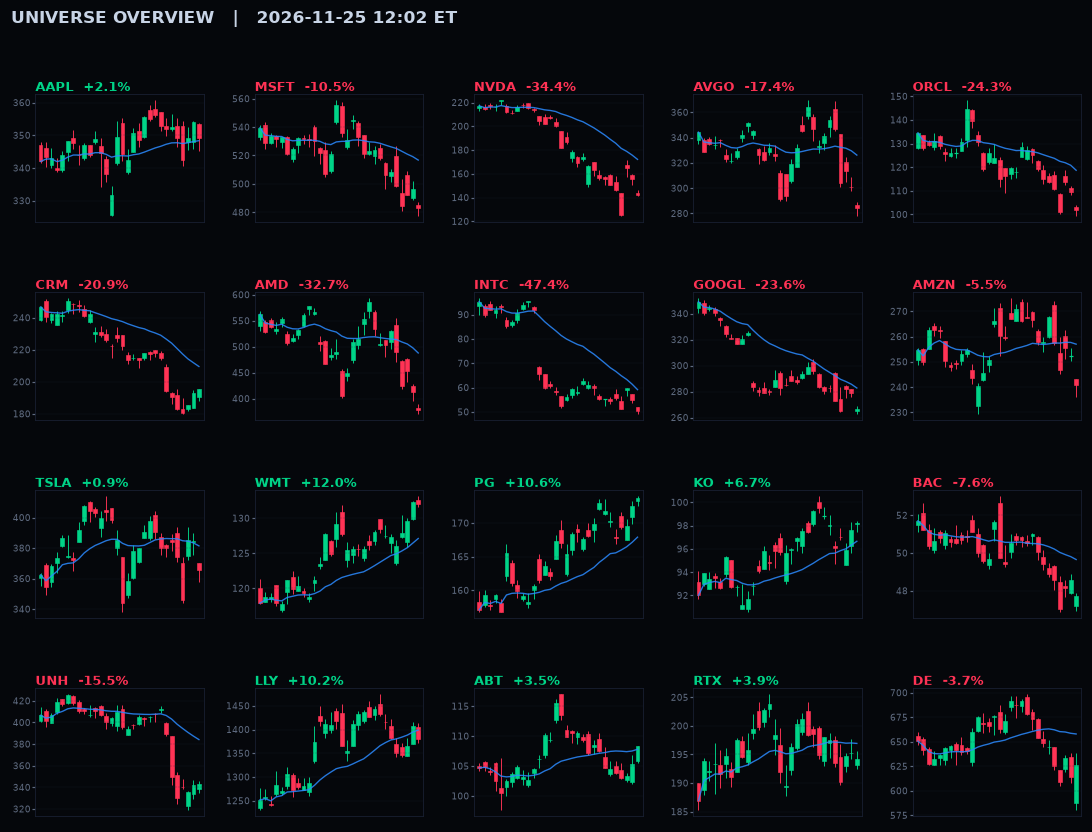 UNIVERSE OVERVIEW | 2026-11-25 12:02 ET
AAPL +2.1% MSFT -10.5% NVDA -34.4% AVGO -17.4% ORCL -24.3%
360 350 340 330
560 540 520 500 480
220 200 180 160 140 120
360 340 320 300 280
150 140 130 120 110 100
CRM -20.9% AMD -32.7% INTC -47.4% GOOGL -23.6% AMZN -5.5%
240 220 200 180
600 550 500 450 400
90 80 70 60 50
340 320 300 280 260
270 260 250 240 230
TSLA +0.9% WMT +12.0% PG +10.6% KO +6.7% BAC -7.6%
400 380 360 340
130 125 120
170 165 160
100 98 96 94 92
52 50 48
UNH -15.5% LLY +10.2% ABT +3.5% RTX +3.9% DE -3.7%
420 400 380 360 340 320
1450 1400 1350 1300 1250
115 110 105 100
205 200 195 190 185
700 675 650 625 600 575